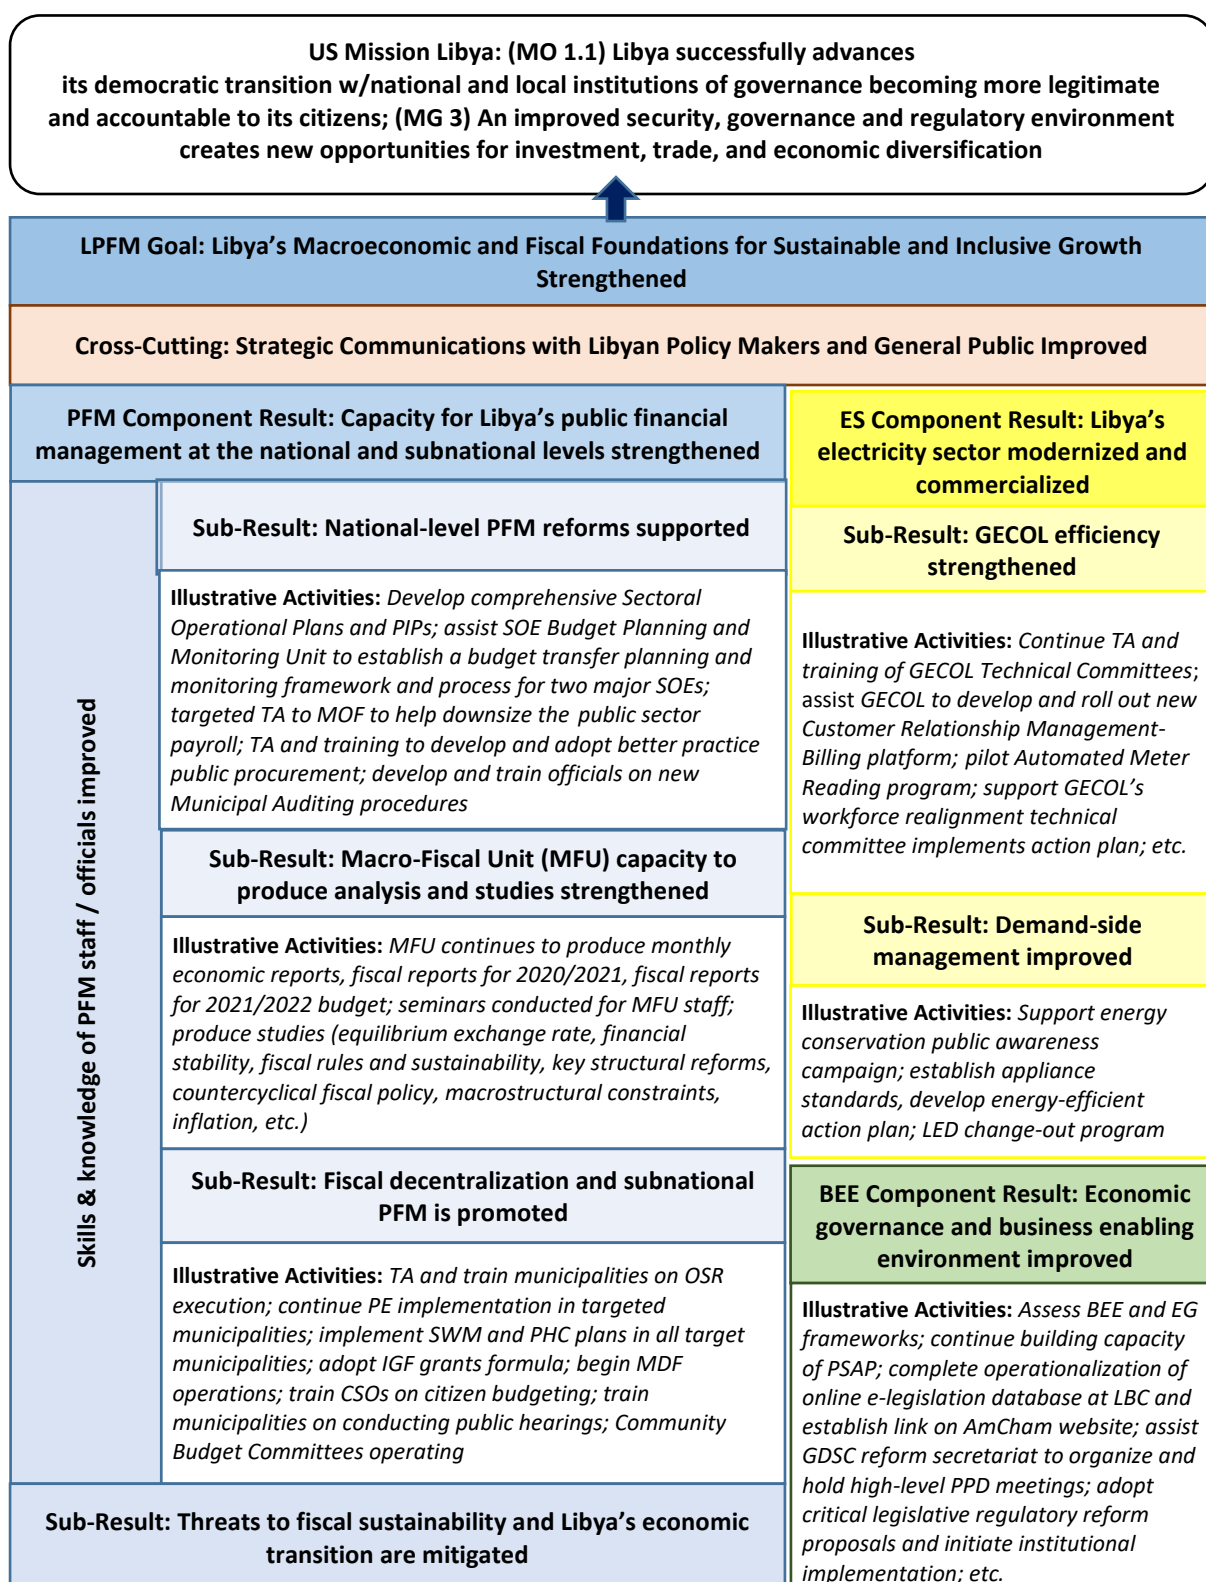 US Mission Libya: (MO 1.1) Libya successfully advances
its democratic transition w/national and local institutions of governance becoming more legitimate
and accountable to its citizens; (MG 3) An improved security, governance and regulatory environment
creates new opportunities for investment, trade, and economic diversification
LPFM Goal: Libya’s Macroeconomic and Fiscal Foundations for Sustainable and Inclusive Growth
Strengthened
Cross-Cutting: Strategic Communications with Libyan Policy Makers and General Public Improved
PFM Component Result: Capacity for Libya’s public financial
management at the national and subnational levels strengthened
Skills & knowledge of PFM staff / officials improved
Sub-Result: National-level PFM reforms supported
Illustrative Activities: Develop comprehensive Sectoral
Operational Plans and PIPs; assist SOE Budget Planning and
Monitoring Unit to establish a budget transfer planning and
monitoring framework and process for two major SOEs;
targeted TA to MOF to help downsize the public sector
payroll; TA and training to develop and adopt better practice
public procurement; develop and train officials on new
Municipal Auditing procedures
Sub-Result: Macro-Fiscal Unit (MFU) capacity to
produce analysis and studies strengthened
Illustrative Activities: MFU continues to produce monthly
economic reports, fiscal reports for 2020/2021, fiscal reports
for 2021/2022 budget; seminars conducted for MFU staff;
produce studies (equilibrium exchange rate, financial
stability, fiscal rules and sustainability, key structural reforms,
countercyclical fiscal policy, macrostructural constraints,
inflation, etc.)
Sub-Result: Fiscal decentralization and subnational
PFM is promoted
Illustrative Activities: TA and train municipalities on OSR
execution; continue PE implementation in targeted
municipalities; implement SWM and PHC plans in all target
municipalities; adopt IGF grants formula; begin MDF
operations; train CSOs on citizen budgeting; train
municipalities on conducting public hearings; Community
Budget Committees operating
Sub-Result: Threats to fiscal sustainability and Libya’s economic
transition are mitigated
ES Component Result: Libya’s
electricity sector modernized and
commercialized
Sub-Result: GECOL efficiency
strengthened
Illustrative Activities: Continue TA and
training of GECOL Technical Committees;
assist GECOL to develop and roll out new
Customer Relationship Management-
Billing platform; pilot Automated Meter
Reading program; support GECOL’s
workforce realignment technical
committee implements action plan; etc.
Sub-Result: Demand-side
management improved
Illustrative Activities: Support energy
conservation public awareness
campaign; establish appliance
standards, develop energy-efficient
action plan; LED change-out program
BEE Component Result: Economic
governance and business enabling
environment improved
Illustrative Activities: Assess BEE and EG
frameworks; continue building capacity
of PSAP; complete operationalization of
online e-legislation database at LBC and
establish link on AmCham website; assist
GDSC reform secretariat to organize and
hold high-level PPD meetings; adopt
critical legislative regulatory reform
proposals and initiate institutional
implementation; etc.